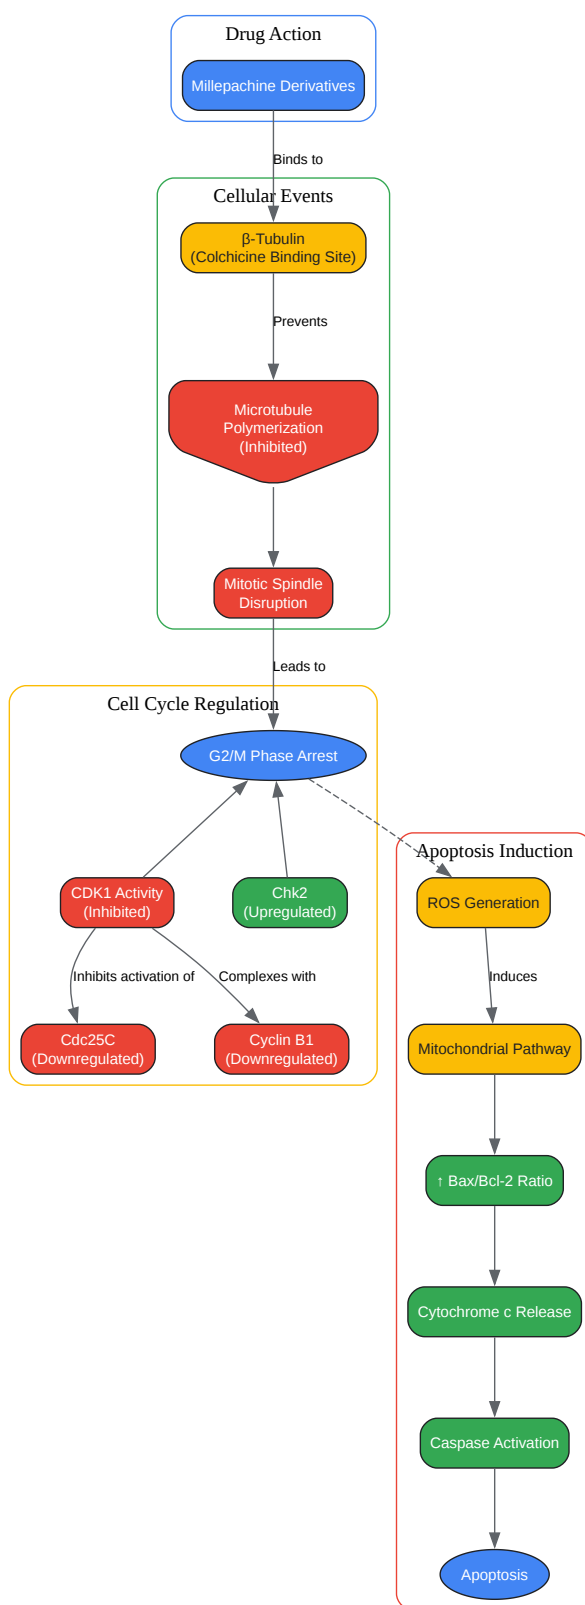 Drug Action
Millepachine Derivatives
Binds to
Cellular Events
β-Tubulin
(Colchicine Binding Site)
Prevents
Microtubule
Polymerization
(Inhibited)
Mitotic Spindle
Disruption
Leads to
Cell Cycle Regulation
G2/M Phase Arrest
CDK1 Activity
(Inhibited)
Chk2
(Upregulated)
Inhibits activation of
Complexes with
Cdc25C
(Downregulated)
Cyclin B1
(Downregulated)
Apoptosis Induction
ROS Generation
Induces
Mitochondrial Pathway
↑ Bax/Bcl-2 Ratio
Cytochrome c Release
Caspase Activation
Apoptosis